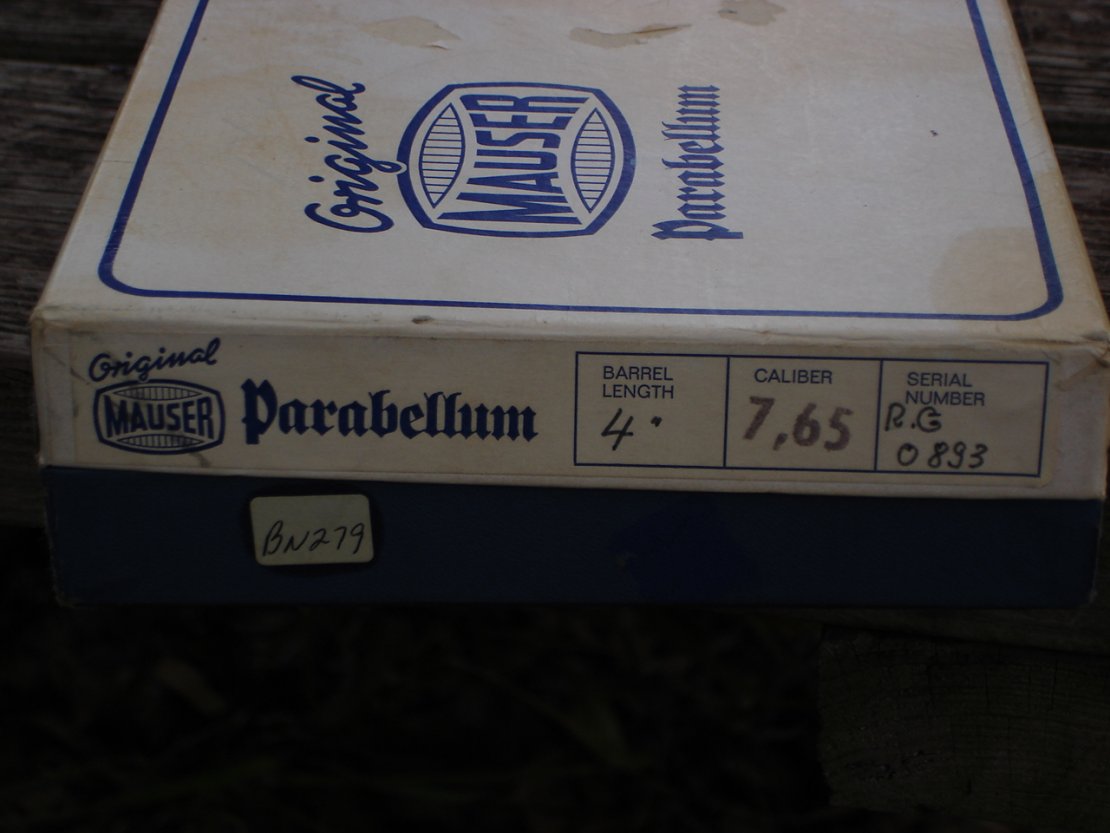 Original
MAUSER
Parabellum
Original
MAUSER
Parabellum
BARREL
LENGTH
4"
CALIBER
7,65
SERIAL
NUMBER
R.G
0893
BN279